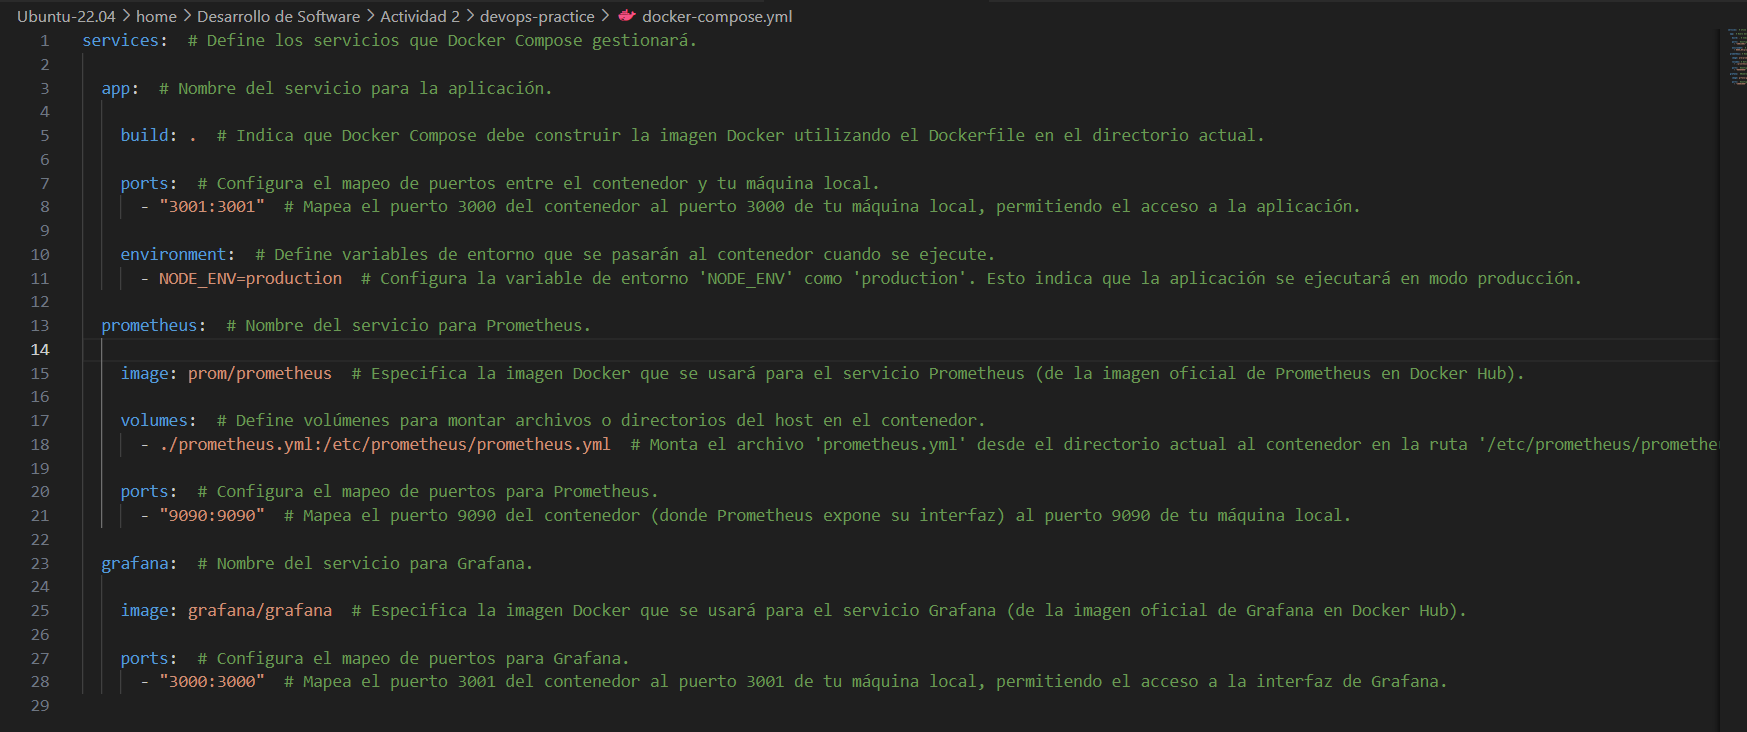 Ubuntu-22.04 > home > Desarrollo de Software > Actividad 2 > devops-practice > docker-compose.yml
1 services:  # Define los servicios que Docker Compose gestionará.
2
3 app:  # Nombre del servicio para la aplicación.
4
5 build: .  # Indica que Docker Compose debe construir la imagen Docker utilizando el Dockerfile en el directorio actual.
6
7 ports:  # Configura el mapeo de puertos entre el contenedor y tu máquina local.
8 - "3001:3001"  # Mapea el puerto 3000 del contenedor al puerto 3000 de tu máquina local, permitiendo el acceso a la aplicación.
9
10 environment:  # Define variables de entorno que se pasarán al contenedor cuando se ejecute.
11 - NODE_ENV=production  # Configura la variable de entorno 'NODE_ENV' como 'production'. Esto indica que la aplicación se ejecutará en modo producción.
12
13 prometheus:  # Nombre del servicio para Prometheus.
14
15 image: prom/prometheus  # Especifica la imagen Docker que se usará para el servicio Prometheus (de la imagen oficial de Prometheus en Docker Hub).
16
17 volumes:  # Define volúmenes para montar archivos o directorios del host en el contenedor.
18 - ./prometheus.yml:/etc/prometheus/prometheus.yml  # Monta el archivo 'prometheus.yml' desde el directorio actual al contenedor en la ruta '/etc/prometheus/promethe
19
20 ports:  # Configura el mapeo de puertos para Prometheus.
21 - "9090:9090"  # Mapea el puerto 9090 del contenedor (donde Prometheus expone su interfaz) al puerto 9090 de tu máquina local.
22
23 grafana:  # Nombre del servicio para Grafana.
24
25 image: grafana/grafana  # Especifica la imagen Docker que se usará para el servicio Grafana (de la imagen oficial de Grafana en Docker Hub).
26
27 ports:  # Configura el mapeo de puertos para Grafana.
28 - "3000:3000"  # Mapea el puerto 3001 del contenedor al puerto 3001 de tu máquina local, permitiendo el acceso a la interfaz de Grafana.
29